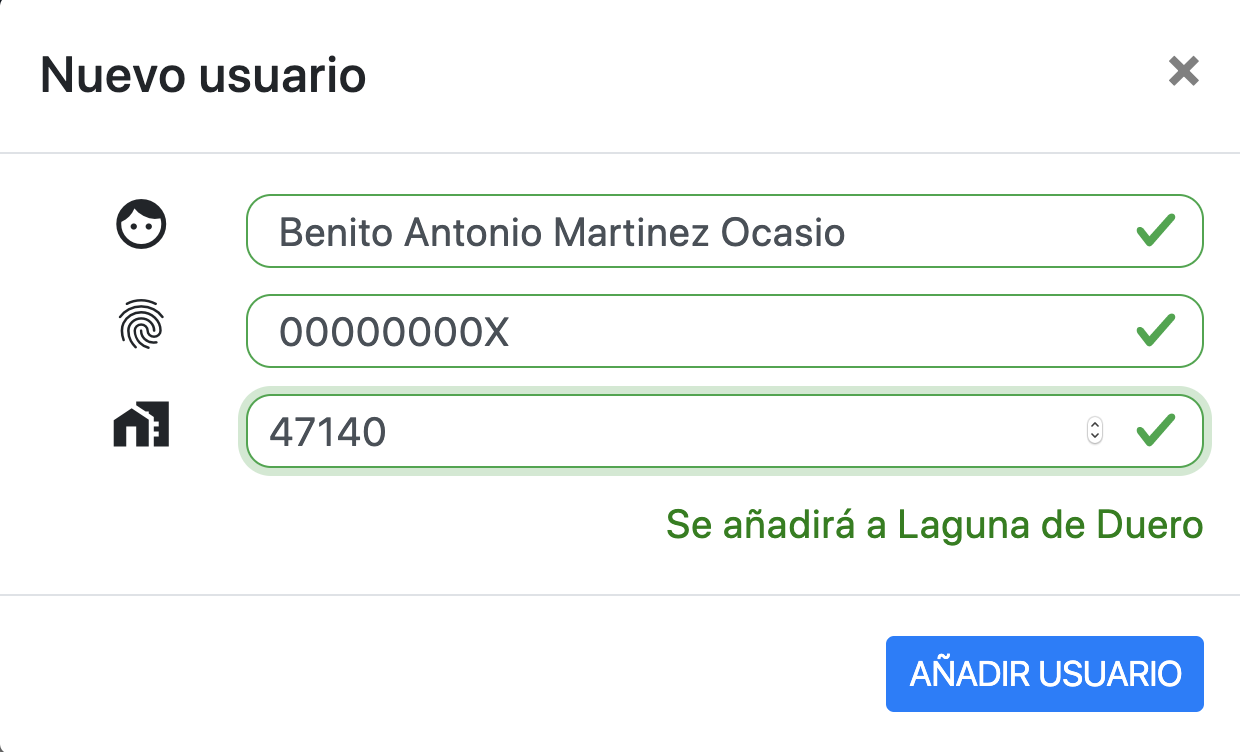 Nuevo usuario
Benito Antonio Martinez Ocasio
00000000X
47140
Se añadirá a Laguna de Duero
AÑADIR USUARIO